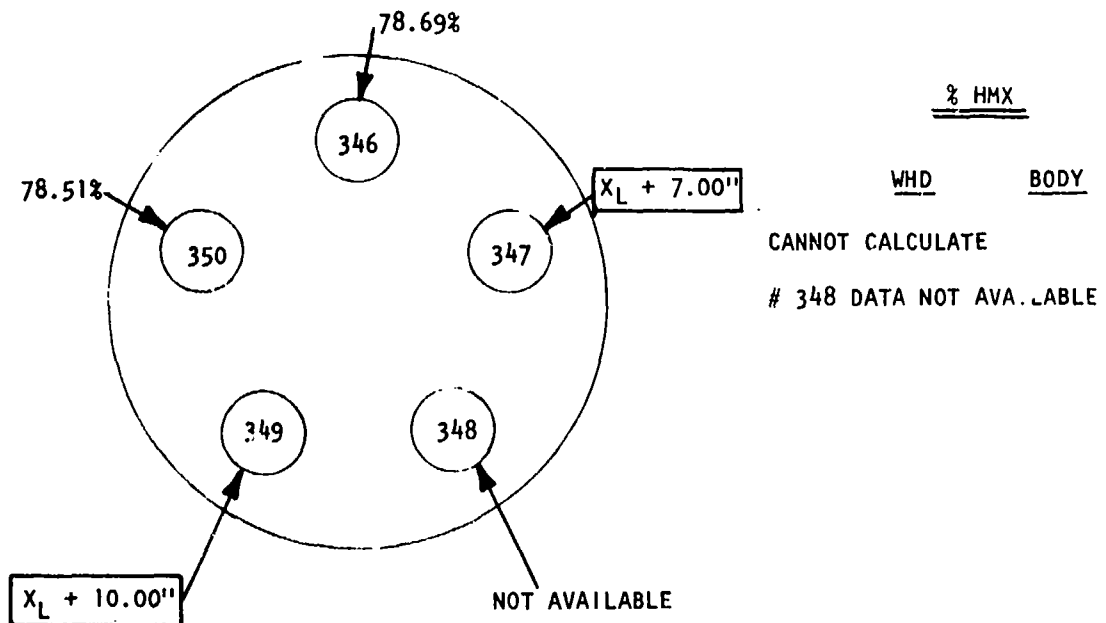 78.69%
% HMX
346
78.51%
X_L + 7.00"
WHD BODY
350
347
CANNOT CALCULATE
# 348 DATA NOT AVA.LABLE
349
348
X_L + 10.00"
NOT AVAILABLE